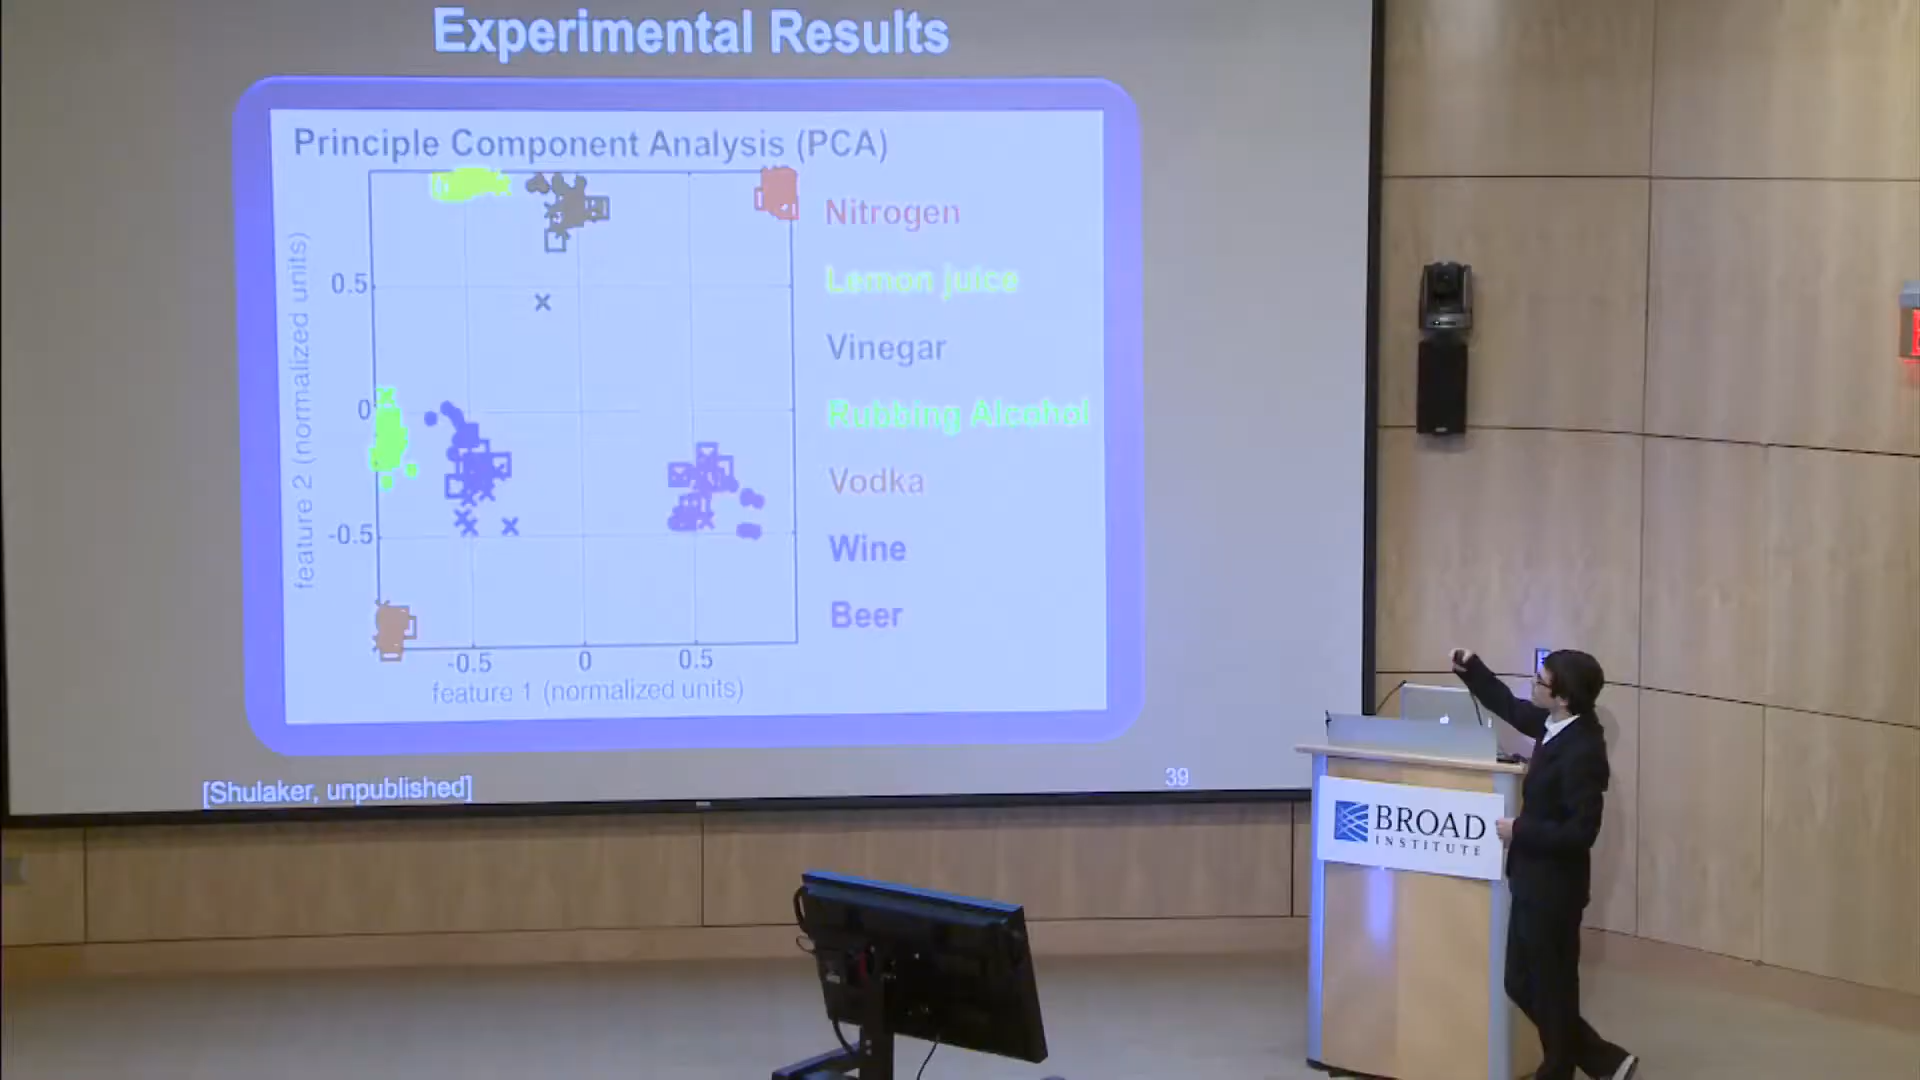 Experimental Results
Principle Component Analysis (PCA)
Nitrogen
Lemon juice
Vinegar
Rubbing Alcohol
Vodka
Wine
Beer
feature 2 (normalized units)
0.5
0
-0.5
-0.5 0 0.5
feature 1 (normalized units)
[Shulaker, unpublished]
39
BROAD
INSTITUTE